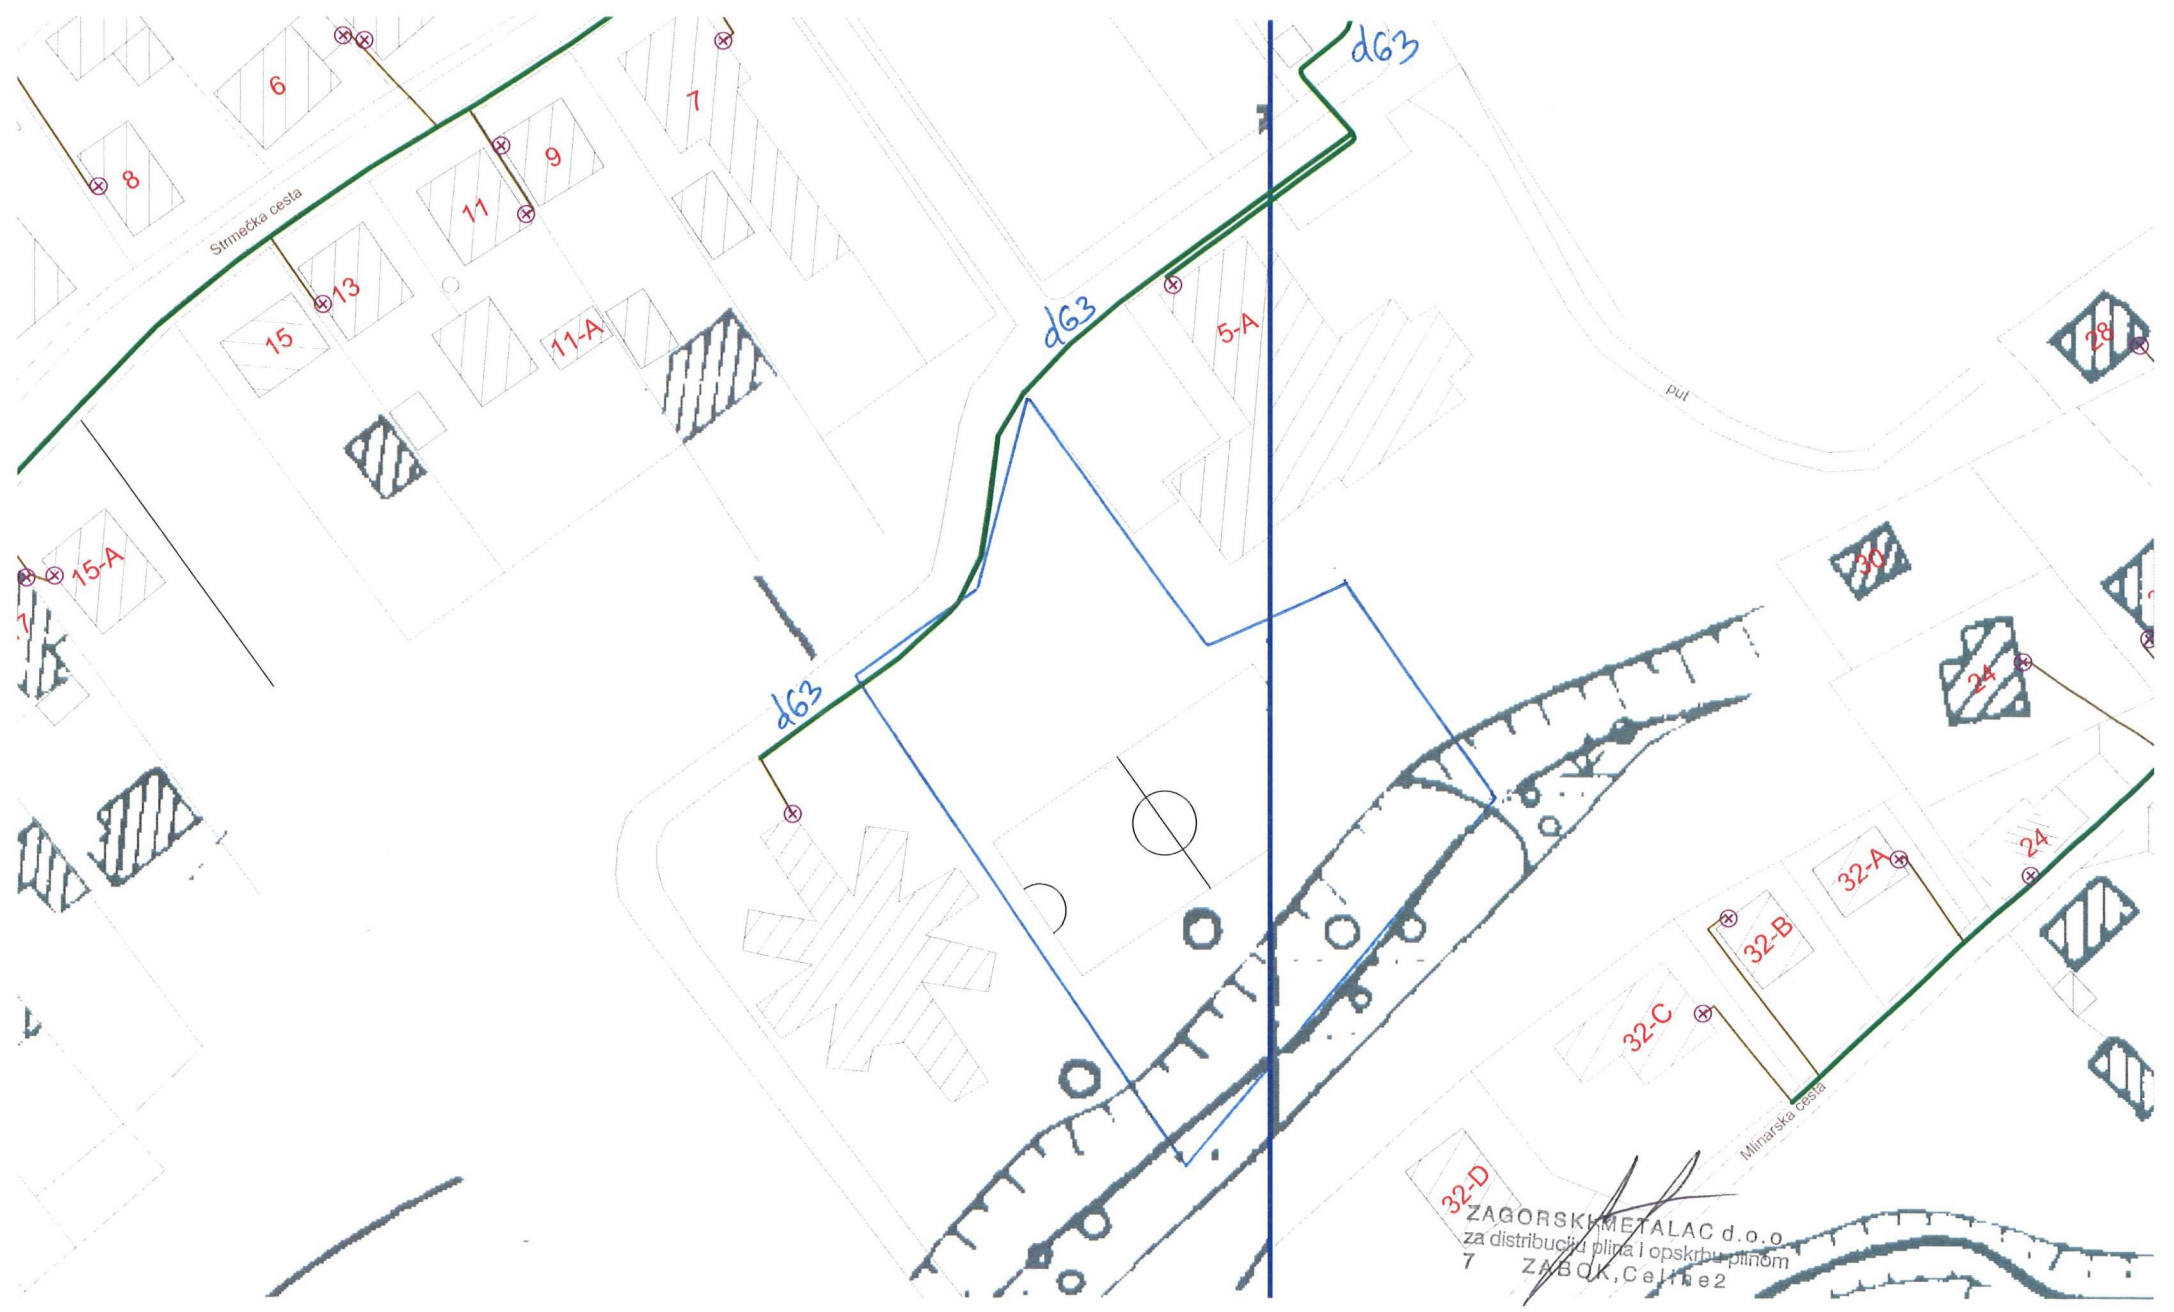 d63
6
7
8
9
11
Strmečka cesta
13
15
11-A
d63
5-A
28
put
15-A
30
24
d63
24
32-A
32-B
32-C
Mlinarska cesta
32-D
ZAGORSKI METALAC d.o.o.
za distribuciju plina i opskrbu plinom
7 ZABOK, Celine 2